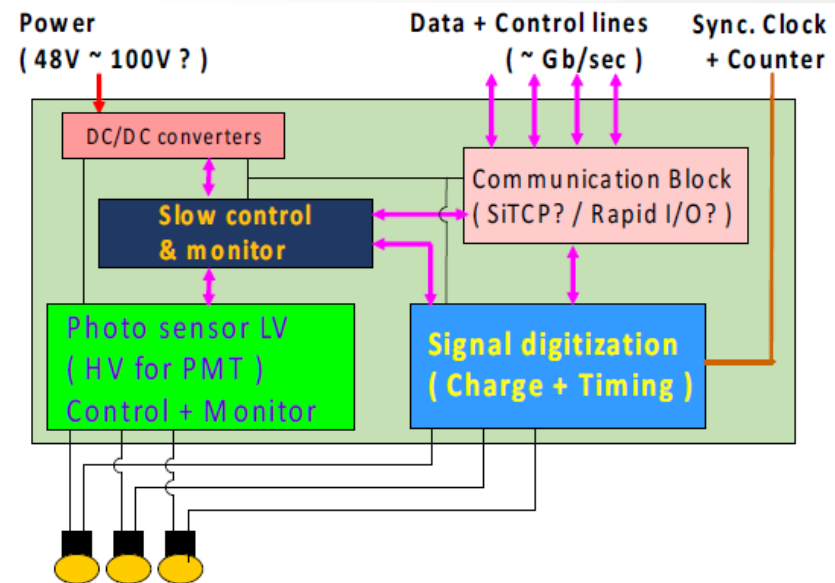 Power
( 48V ~ 100V ? )
Data + Control lines
( ~ Gb/sec )
Sync. Clock
+ Counter
DC/DC converters
Communication Block
( SiTCP? / Rapid I/O? )
Slow control
& monitor
Photo sensor LV
( HV for PMT )
Control + Monitor
Signal digitization
( Charge + Timing )